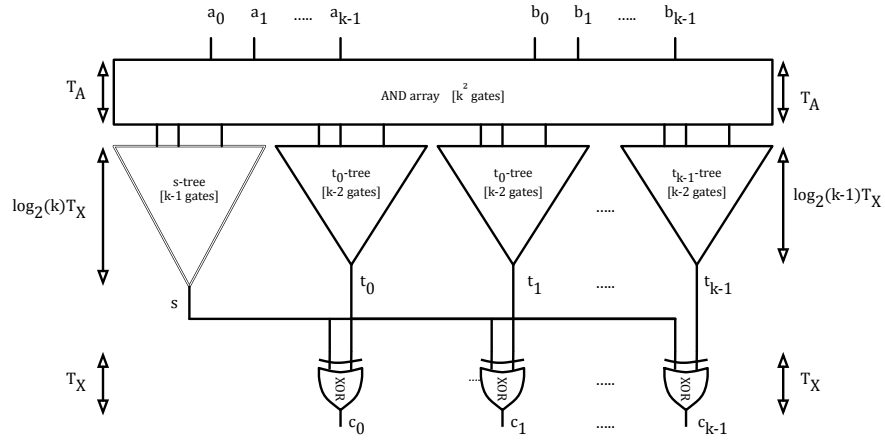 a0 a1 ..... ak-1 b0 b1 ..... bk-1
TA AND array [k² gates] TA
s-tree t0-tree t0-tree tk-1-tree
[k-1 gates] [k-2 gates] [k-2 gates] [k-2 gates]
log2(k)TX ..... log2(k-1)TX
s t0 t1 ..... tk-1
TX XOR ..... XOR ..... XOR TX
c0 c1 ..... ck-1